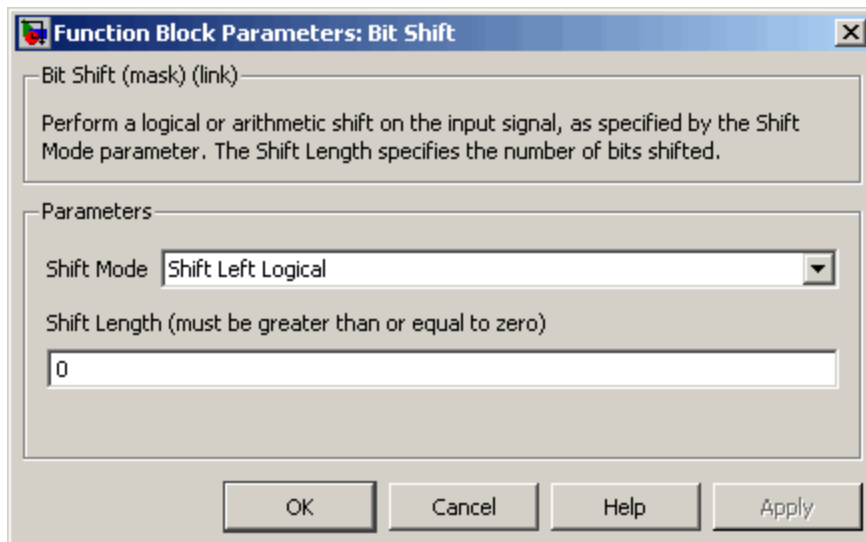 Function Block Parameters: Bit Shift
Bit Shift (mask) (link)
Perform a logical or arithmetic shift on the input signal, as specified by the Shift
Mode parameter. The Shift Length specifies the number of bits shifted.
Parameters
Shift Mode Shift Left Logical
Shift Length (must be greater than or equal to zero)
0
OK Cancel Help Apply